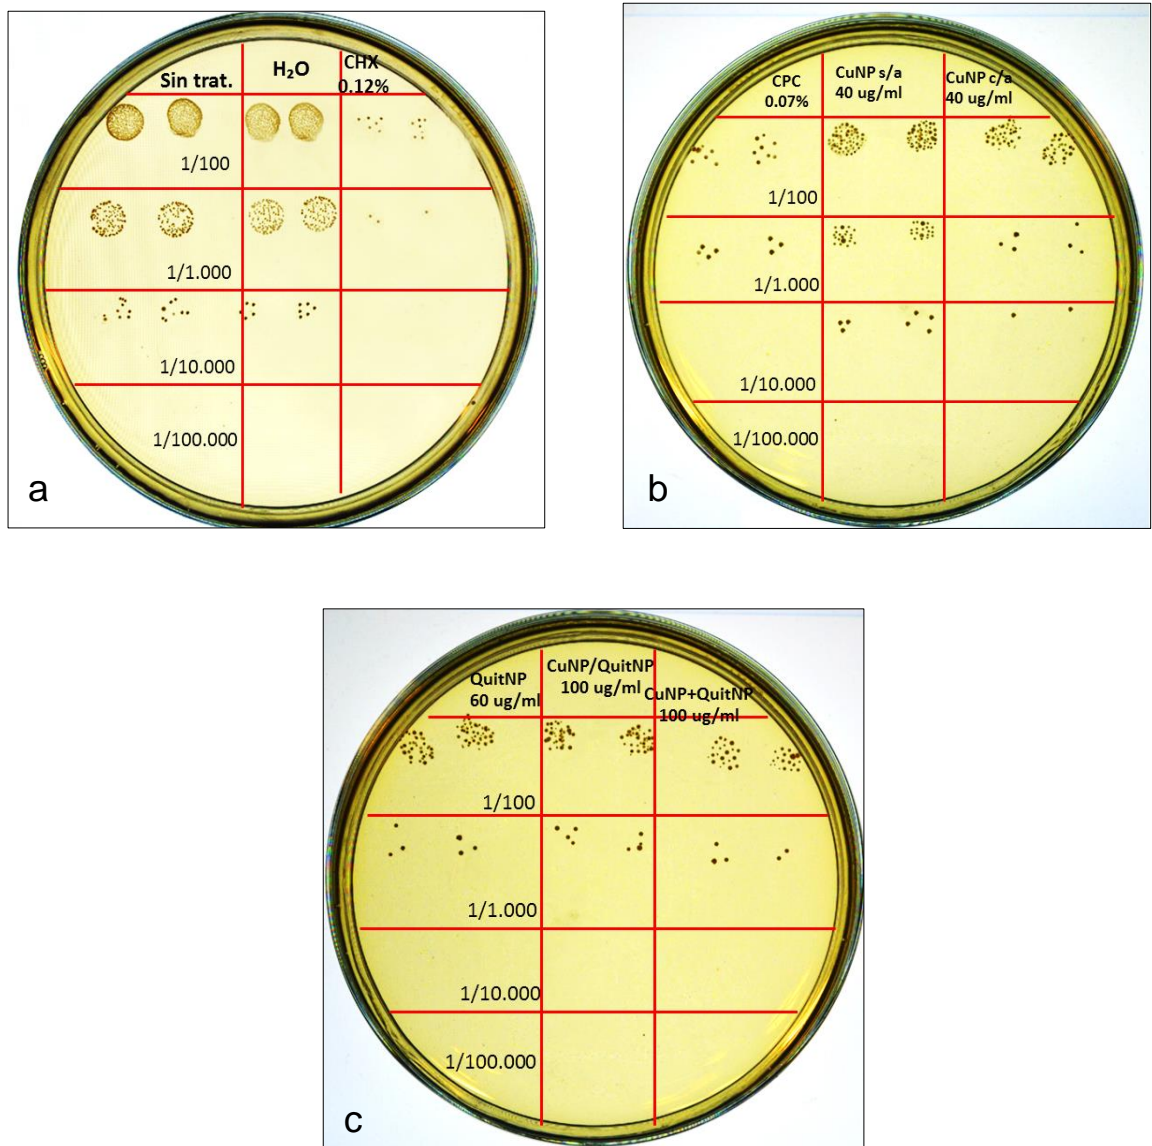 Sin trat.
H₂O
CHX
0.12%
1/100
1/1.000
1/10.000
1/100.000
a
CPC
0.07%
CuNP s/a
40 ug/ml
CuNP c/a
40 ug/ml
1/100
1/1.000
1/10.000
1/100.000
b
QuitNP
60 ug/ml
CuNP/QuitNP
100 ug/ml
CuNP+QuitNP
100 ug/ml
1/100
1/1.000
1/10.000
1/100.000
c